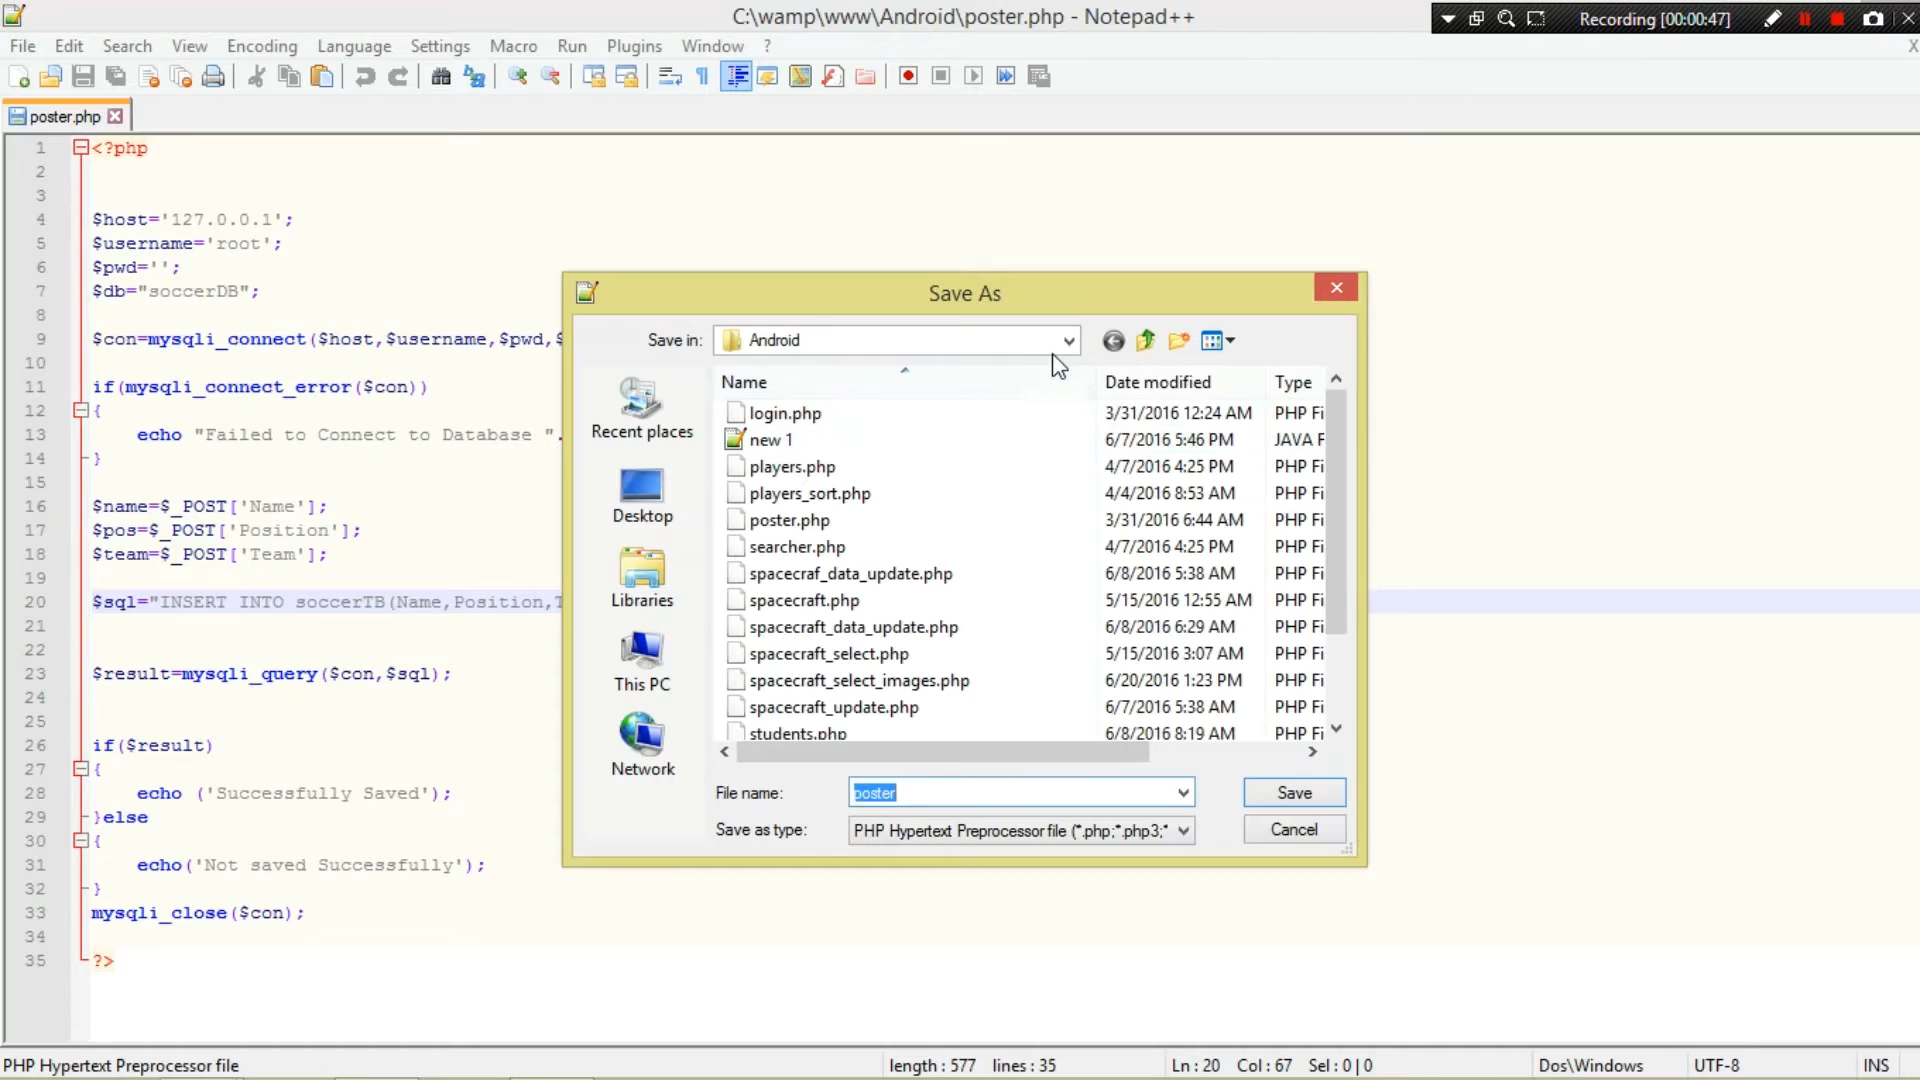 C:\wamp\www\Android\poster.php - Notepad++
Recording [00:00:47]
File Edit Search View Encoding Language Settings Macro Run Plugins Window ?
X
poster.php
1 <?php
2
3
4 $host='127.0.0.1';
5 $username='root';
6 $pwd='';
7 $db="soccerDB";
8
9 $con=mysqli_connect($host,$username,$pwd,$
10
11 if(mysqli_connect_error($con))
12 {
13 echo "Failed to Connect to Database ".
14 }
15
16 $name=$_POST['Name'];
17 $pos=$_POST['Position'];
18 $team=$_POST['Team'];
19
20 $sql="INSERT INTO soccerTB(Name,Position,T
21
22
23 $result=mysqli_query($con,$sql);
24
25
26 if($result)
27 {
28 echo ('Successfully Saved');
29 }else
30 {
31 echo('Not saved Successfully');
32 }
33 mysqli_close($con);
34
35 ?>
Save As
Save in: Android
Recent places
Desktop
Libraries
This PC
Network
Name Date modified Type
login.php 3/31/2016 12:24 AM PHP Fi
new 1 6/7/2016 5:46 PM JAVA F
players.php 4/7/2016 4:25 PM PHP Fi
players_sort.php 4/4/2016 8:53 AM PHP Fi
poster.php 3/31/2016 6:44 AM PHP Fi
searcher.php 4/7/2016 4:25 PM PHP Fi
spacecraf_data_update.php 6/8/2016 5:38 AM PHP Fi
spacecraft.php 5/15/2016 12:55 AM PHP Fi
spacecraft_data_update.php 6/8/2016 6:29 AM PHP Fi
spacecraft_select.php 5/15/2016 3:07 AM PHP Fi
spacecraft_select_images.php 6/20/2016 1:23 PM PHP Fi
spacecraft_update.php 6/7/2016 5:38 AM PHP Fi
students.php 6/8/2016 8:19 AM PHP Fi
File name: poster Save
Save as type: PHP Hypertext Preprocessor file (*.php;*.php3;* Cancel
PHP Hypertext Preprocessor file length : 577 lines : 35 Ln : 20 Col : 67 Sel : 0 | 0 Dos\Windows UTF-8 INS